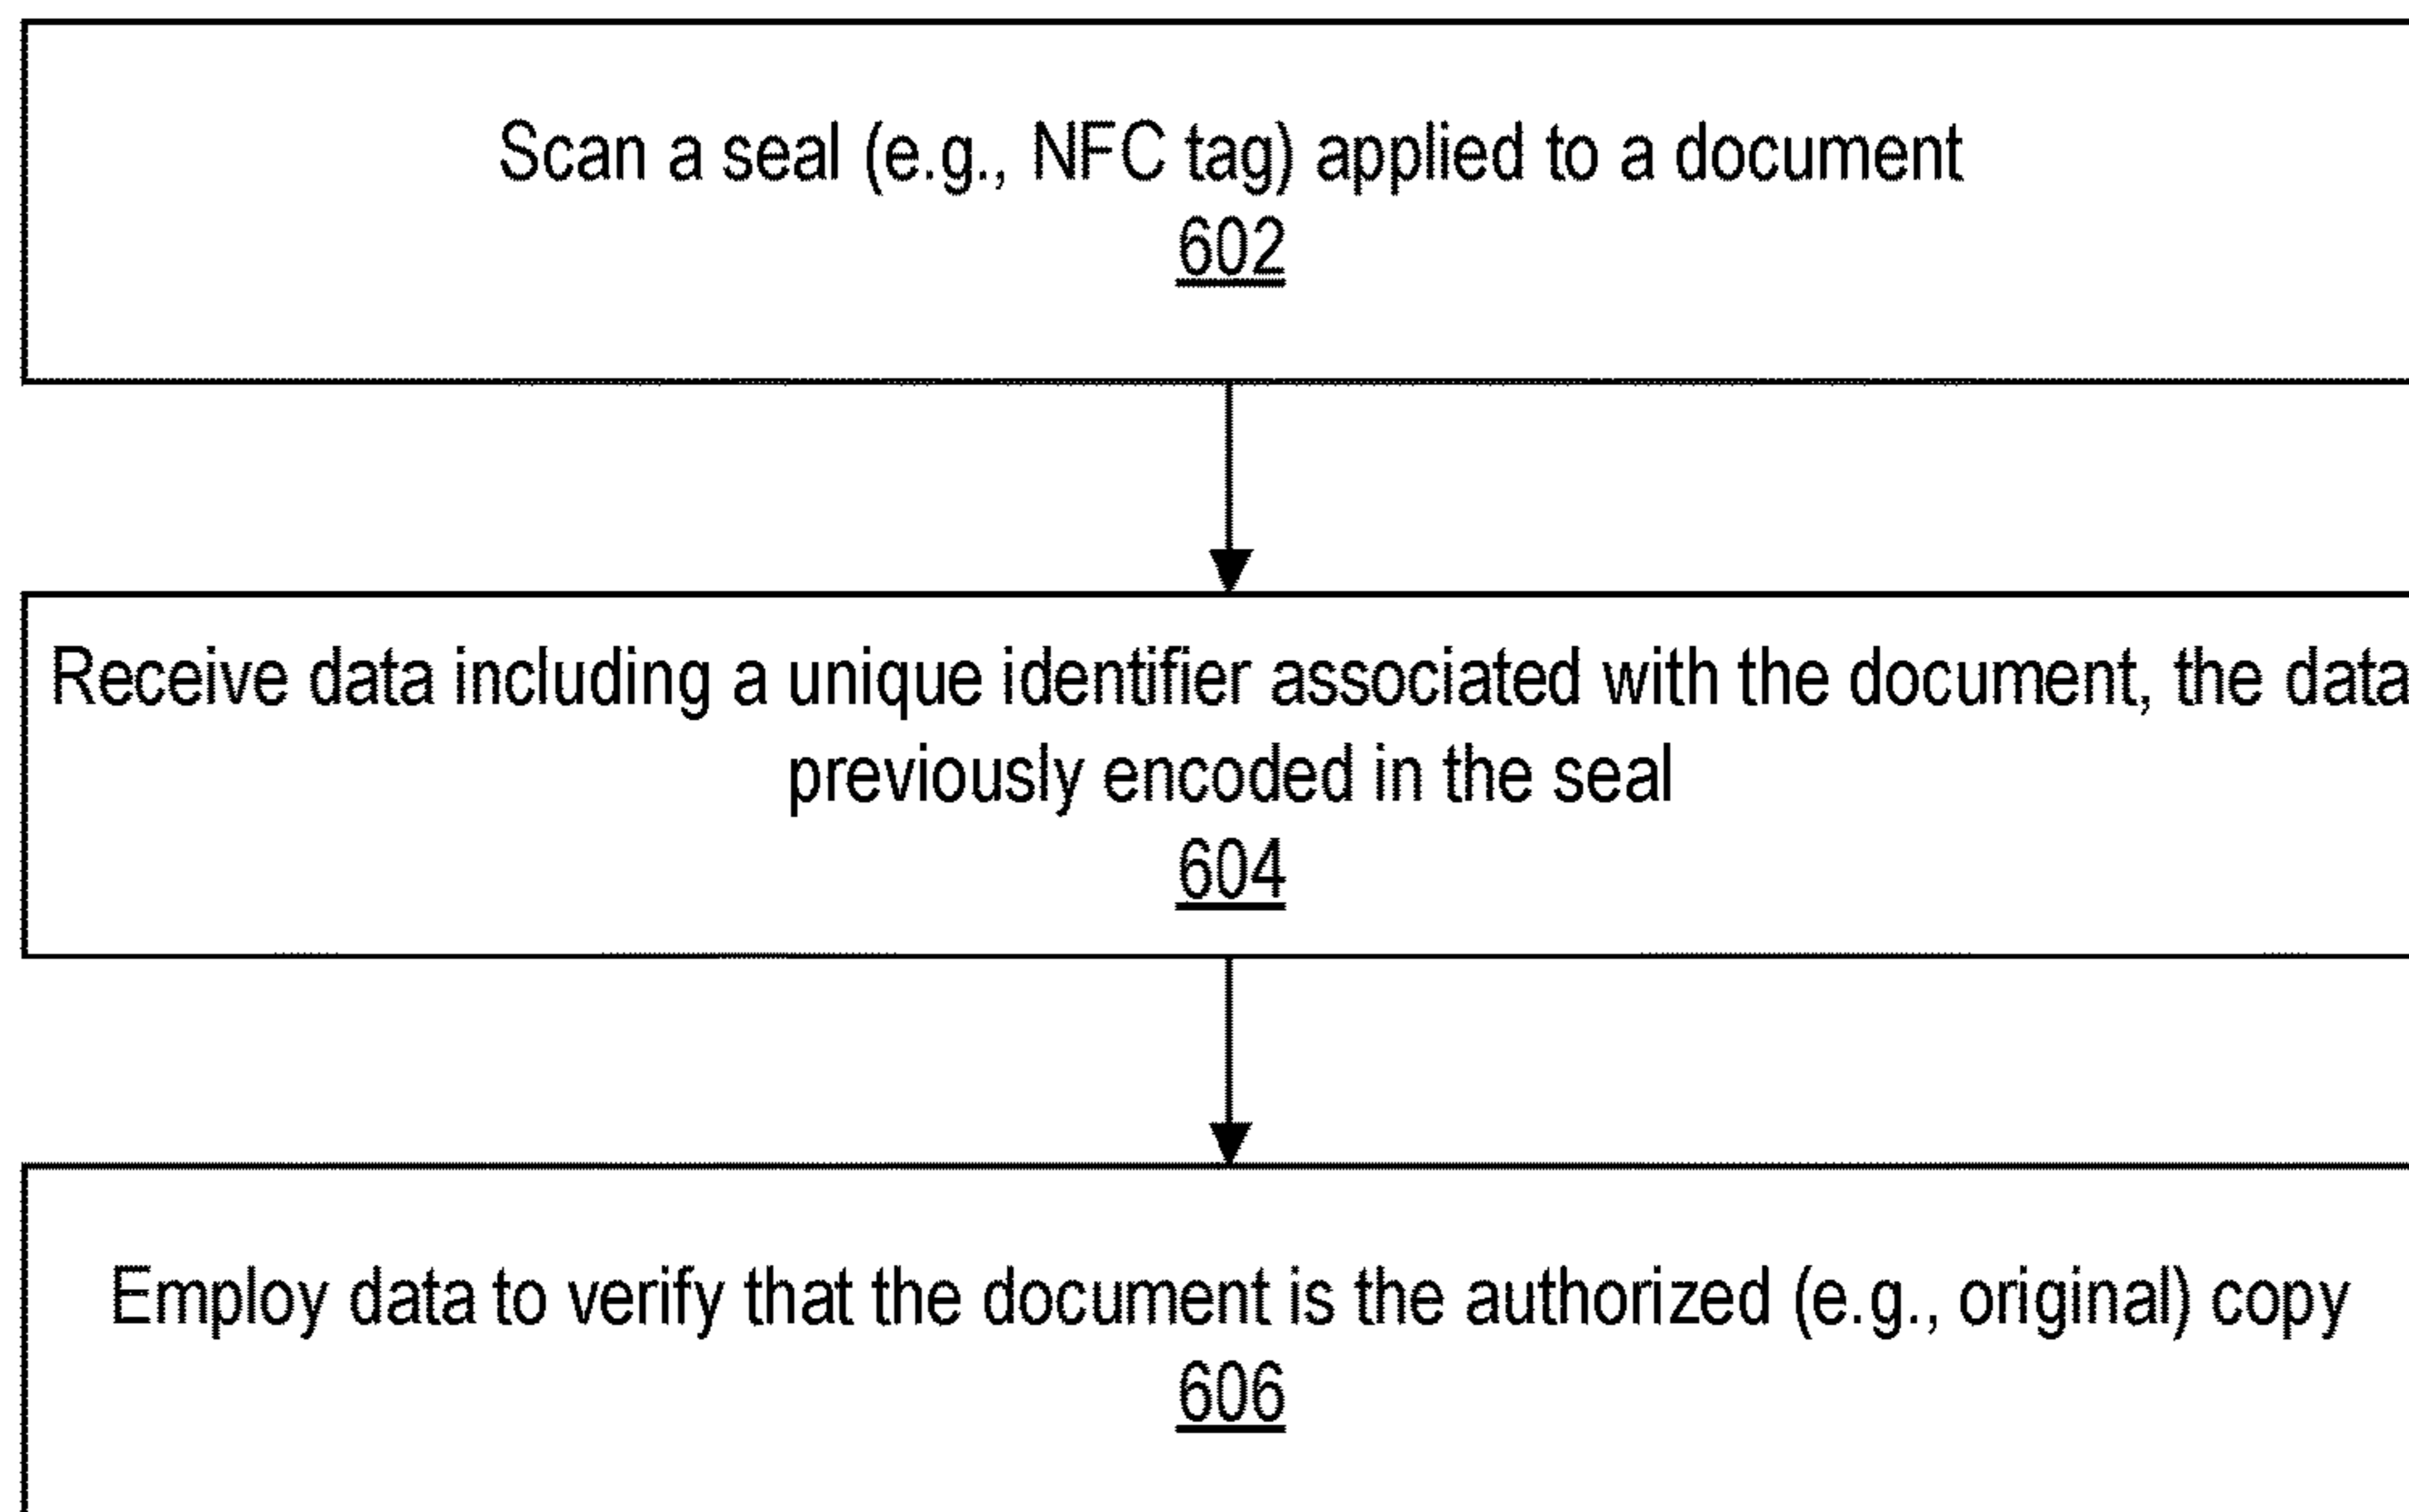 Scan a seal (e.g., NFC tag) applied to a document
602
Receive data including a unique identifier associated with the document, the data
previously encoded in the seal
604
Employ data to verify that the document is the authorized (e.g., original) copy
606